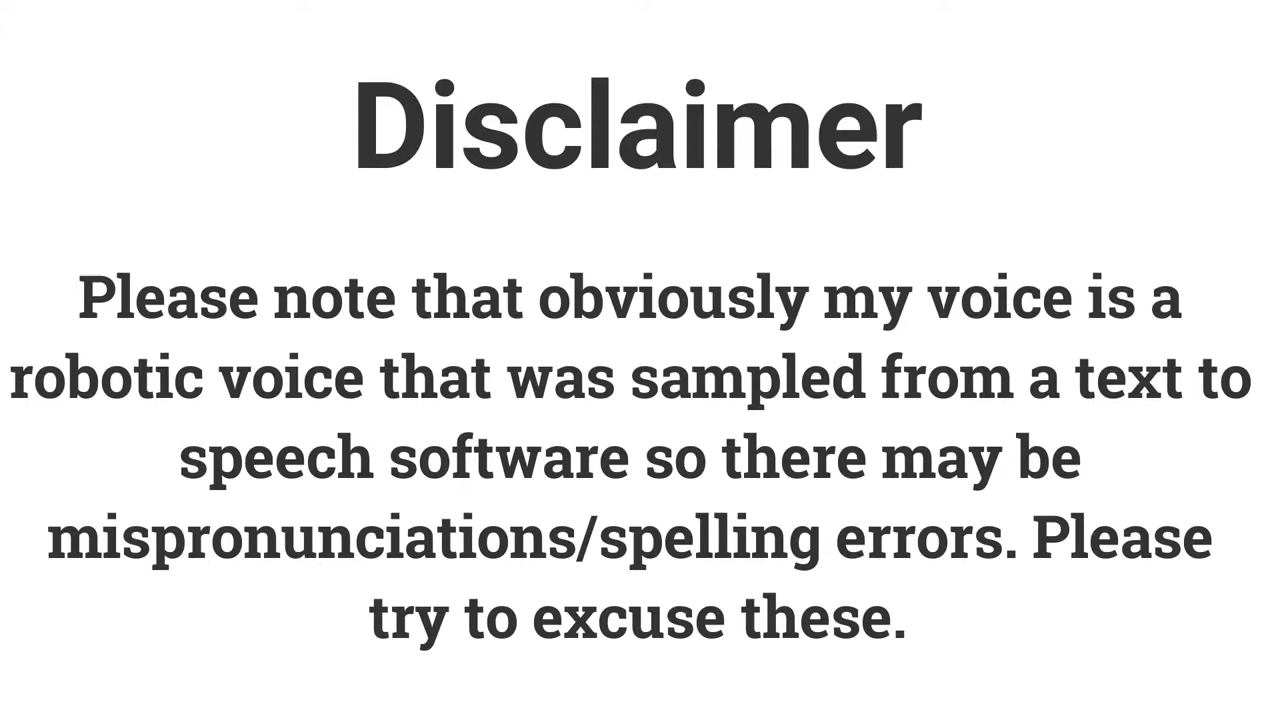 Disclaimer
Please note that obviously my voice is a
robotic voice that was sampled from a text to
speech software so there may be
mispronunciations/spelling errors. Please
try to excuse these.